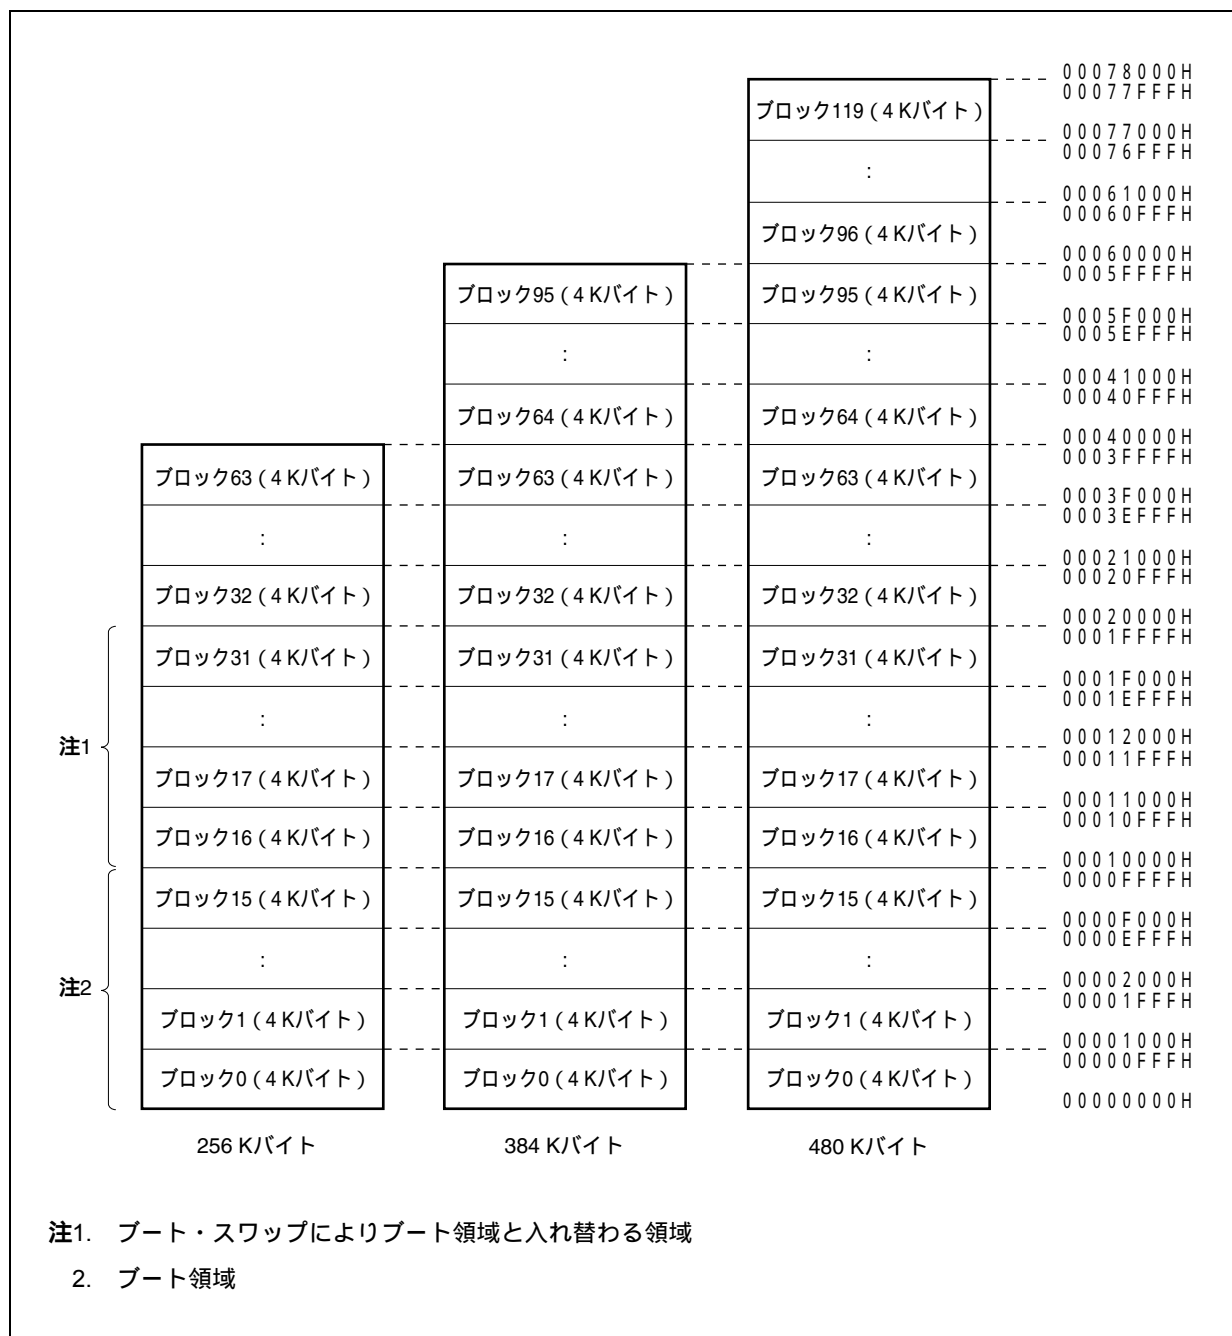 00078000H
00077FFFH
ブロック119（4 Kバイト）
00077000H
00076FFFH
:
00061000H
00060FFFH
ブロック96（4 Kバイト）
00060000H
0005FFFFH
ブロック95（4 Kバイト） ブロック95（4 Kバイト）
0005F000H
0005EFFFH
: :
00041000H
00040FFFH
ブロック64（4 Kバイト） ブロック64（4 Kバイト）
00040000H
0003FFFFH
ブロック63（4 Kバイト） ブロック63（4 Kバイト） ブロック63（4 Kバイト）
0003F000H
0003EFFFH
: : :
00021000H
00020FFFH
ブロック32（4 Kバイト） ブロック32（4 Kバイト） ブロック32（4 Kバイト）
00020000H
0001FFFFH
ブロック31（4 Kバイト） ブロック31（4 Kバイト） ブロック31（4 Kバイト）
0001F000H
0001EFFFH
: : :
注1
00012000H
00011FFFH
ブロック17（4 Kバイト） ブロック17（4 Kバイト） ブロック17（4 Kバイト）
00011000H
00010FFFH
ブロック16（4 Kバイト） ブロック16（4 Kバイト） ブロック16（4 Kバイト）
00010000H
0000FFFFH
ブロック15（4 Kバイト） ブロック15（4 Kバイト） ブロック15（4 Kバイト）
0000F000H
0000EFFFH
: : :
注2
00002000H
00001FFFH
ブロック1（4 Kバイト） ブロック1（4 Kバイト） ブロック1（4 Kバイト）
00001000H
00000FFFH
ブロック0（4 Kバイト） ブロック0（4 Kバイト） ブロック0（4 Kバイト）
00000000H
256 Kバイト 384 Kバイト 480 Kバイト
注1. ブート・スワップによりブート領域と入れ替わる領域
2. ブート領域